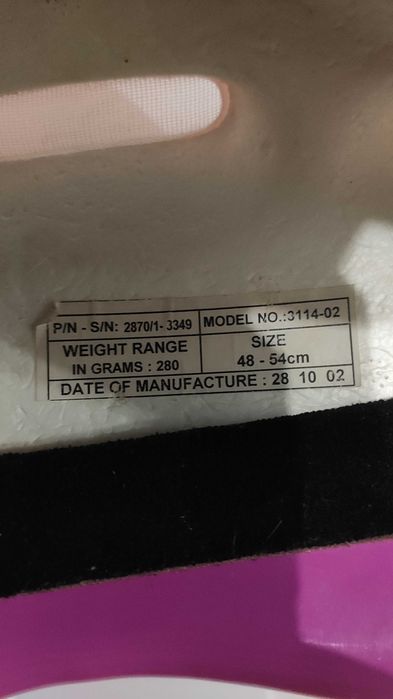 P/N - S/N: 2870/1- 3349 MODEL NO.:3114-02
WEIGHT RANGE
IN GRAMS : 280
SIZE
48 - 54cm
DATE OF MANUFACTURE : 28 10 02